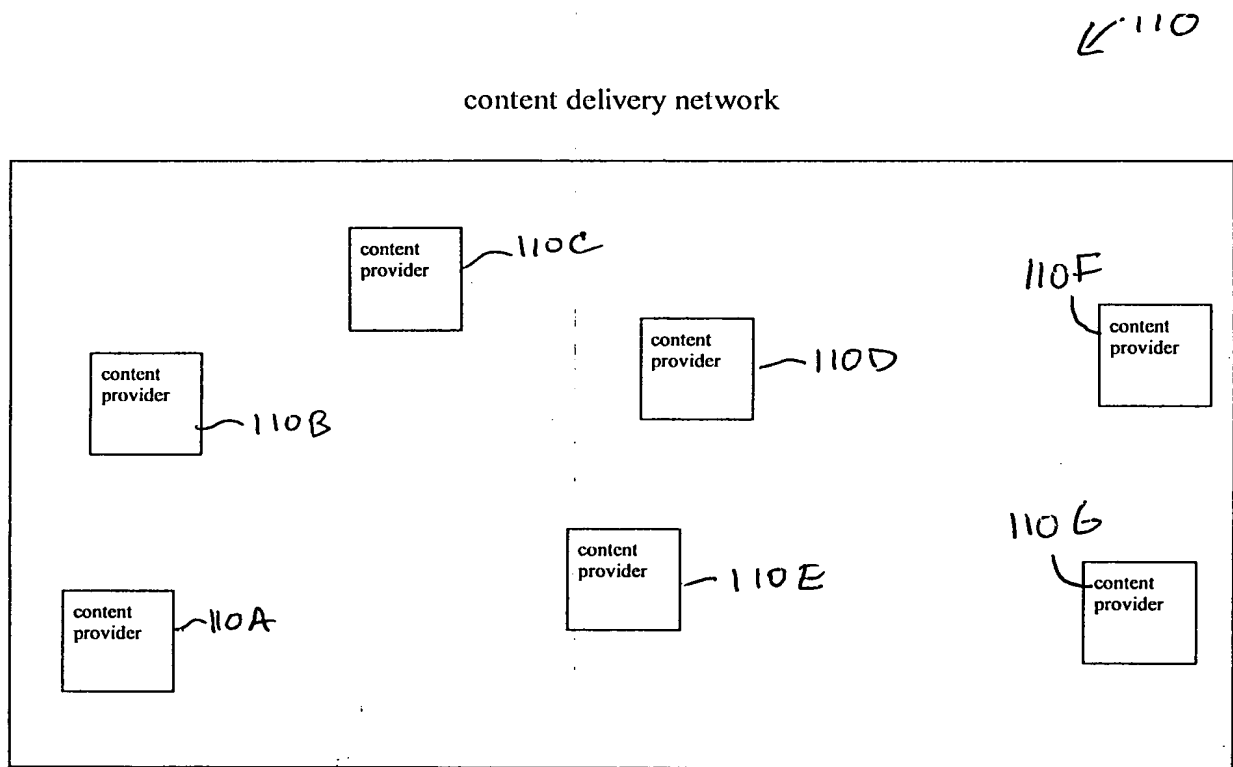 110
content delivery network
content
provider
110C
110F
content
provider
content
provider
110D
content
provider
110B
110G
content
provider
110E
content
provider
content
provider
110A